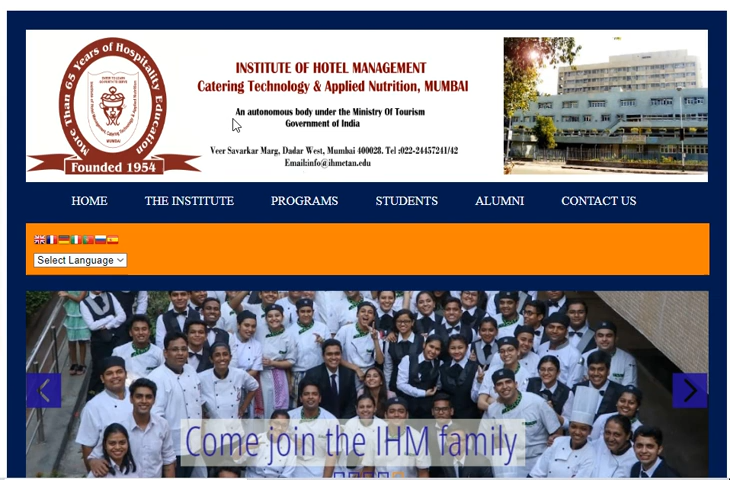 More Than 65 Years of Hospitality Education
MUMBAI
Founded 1954
INSTITUTE OF HOTEL MANAGEMENT
Catering Technology & Applied Nutrition, MUMBAI
An autonomous body under the Ministry Of Tourism
Government of India
Veer Savarkar Marg, Dadar West, Mumbai 400028. Tel :022-24457241/42
Email:info@ihmctan.edu
HOME THE INSTITUTE PROGRAMS STUDENTS ALUMNI CONTACT US
Select Language
Come join the IHM family